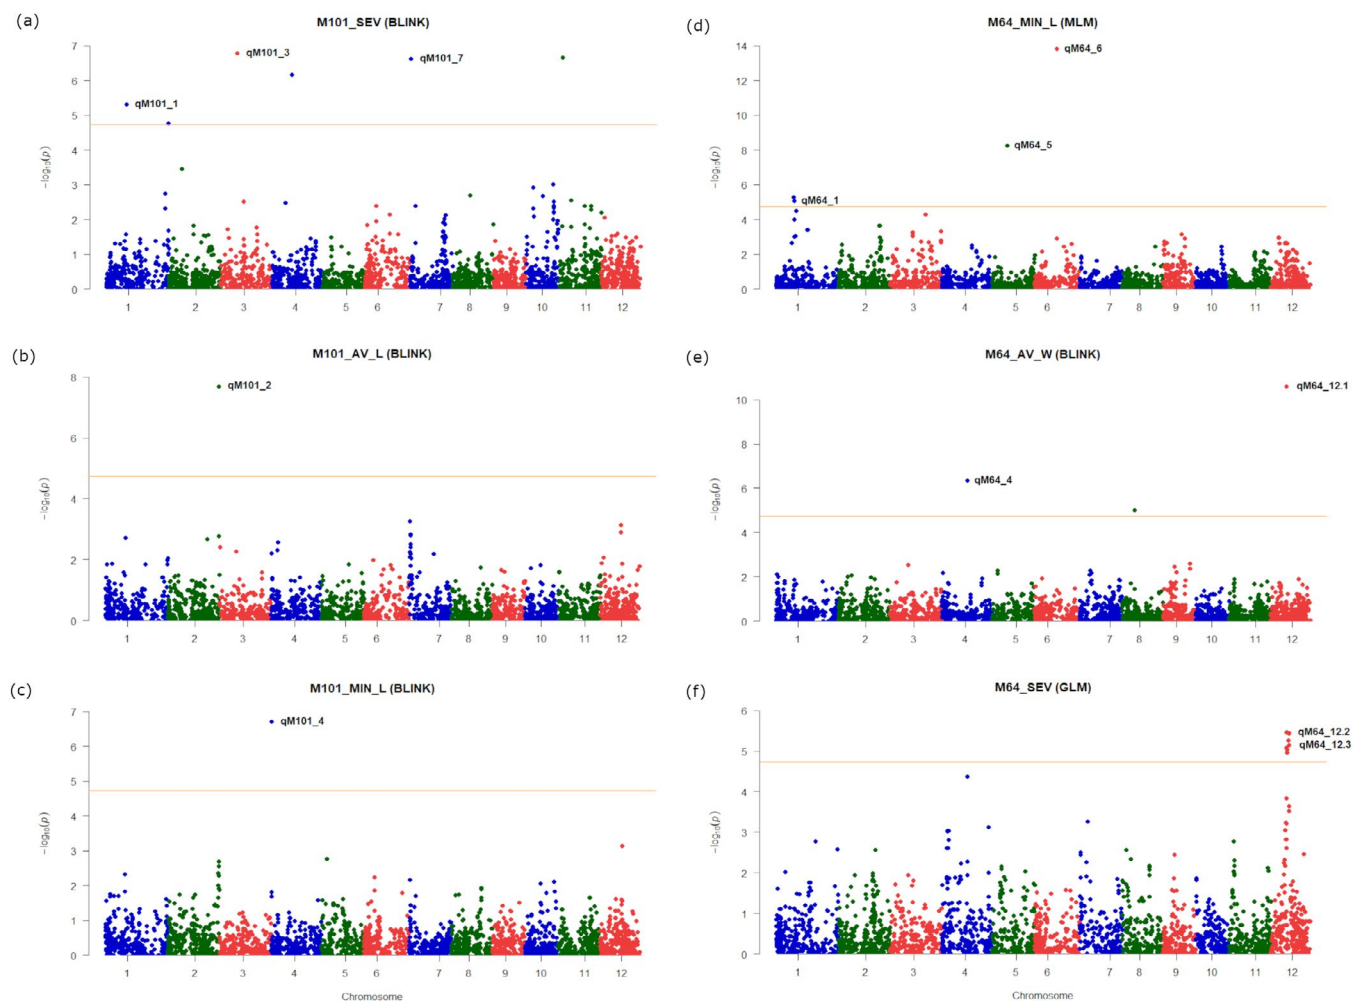 (a)
M101_SEV (BLINK)
7
6
5
4
3
2
1
0
-log10(p)
qM101_3
qM101_7
qM101_1
1 2 3 4 5 6 7 8 9 10 11 12
(b)
M101_AV_L (BLINK)
8
6
4
2
0
-log10(p)
qM101_2
1 2 3 4 5 6 7 8 9 10 11 12
(c)
M101_MIN_L (BLINK)
7
6
5
4
3
2
1
0
-log10(p)
qM101_4
1 2 3 4 5 6 7 8 9 10 11 12
Chromosome
(d)
M64_MIN_L (MLM)
14
12
10
8
6
4
2
0
-log10(p)
qM64_6
qM64_5
qM64_1
1 2 3 4 5 6 7 8 9 10 11 12
(e)
M64_AV_W (BLINK)
10
8
6
4
2
0
-log10(p)
qM64_12.1
qM64_4
1 2 3 4 5 6 7 8 9 10 11 12
(f)
M64_SEV (GLM)
6
5
4
3
2
1
0
-log10(p)
qM64_12.2
qM64_12.3
1 2 3 4 5 6 7 8 9 10 11 12
Chromosome